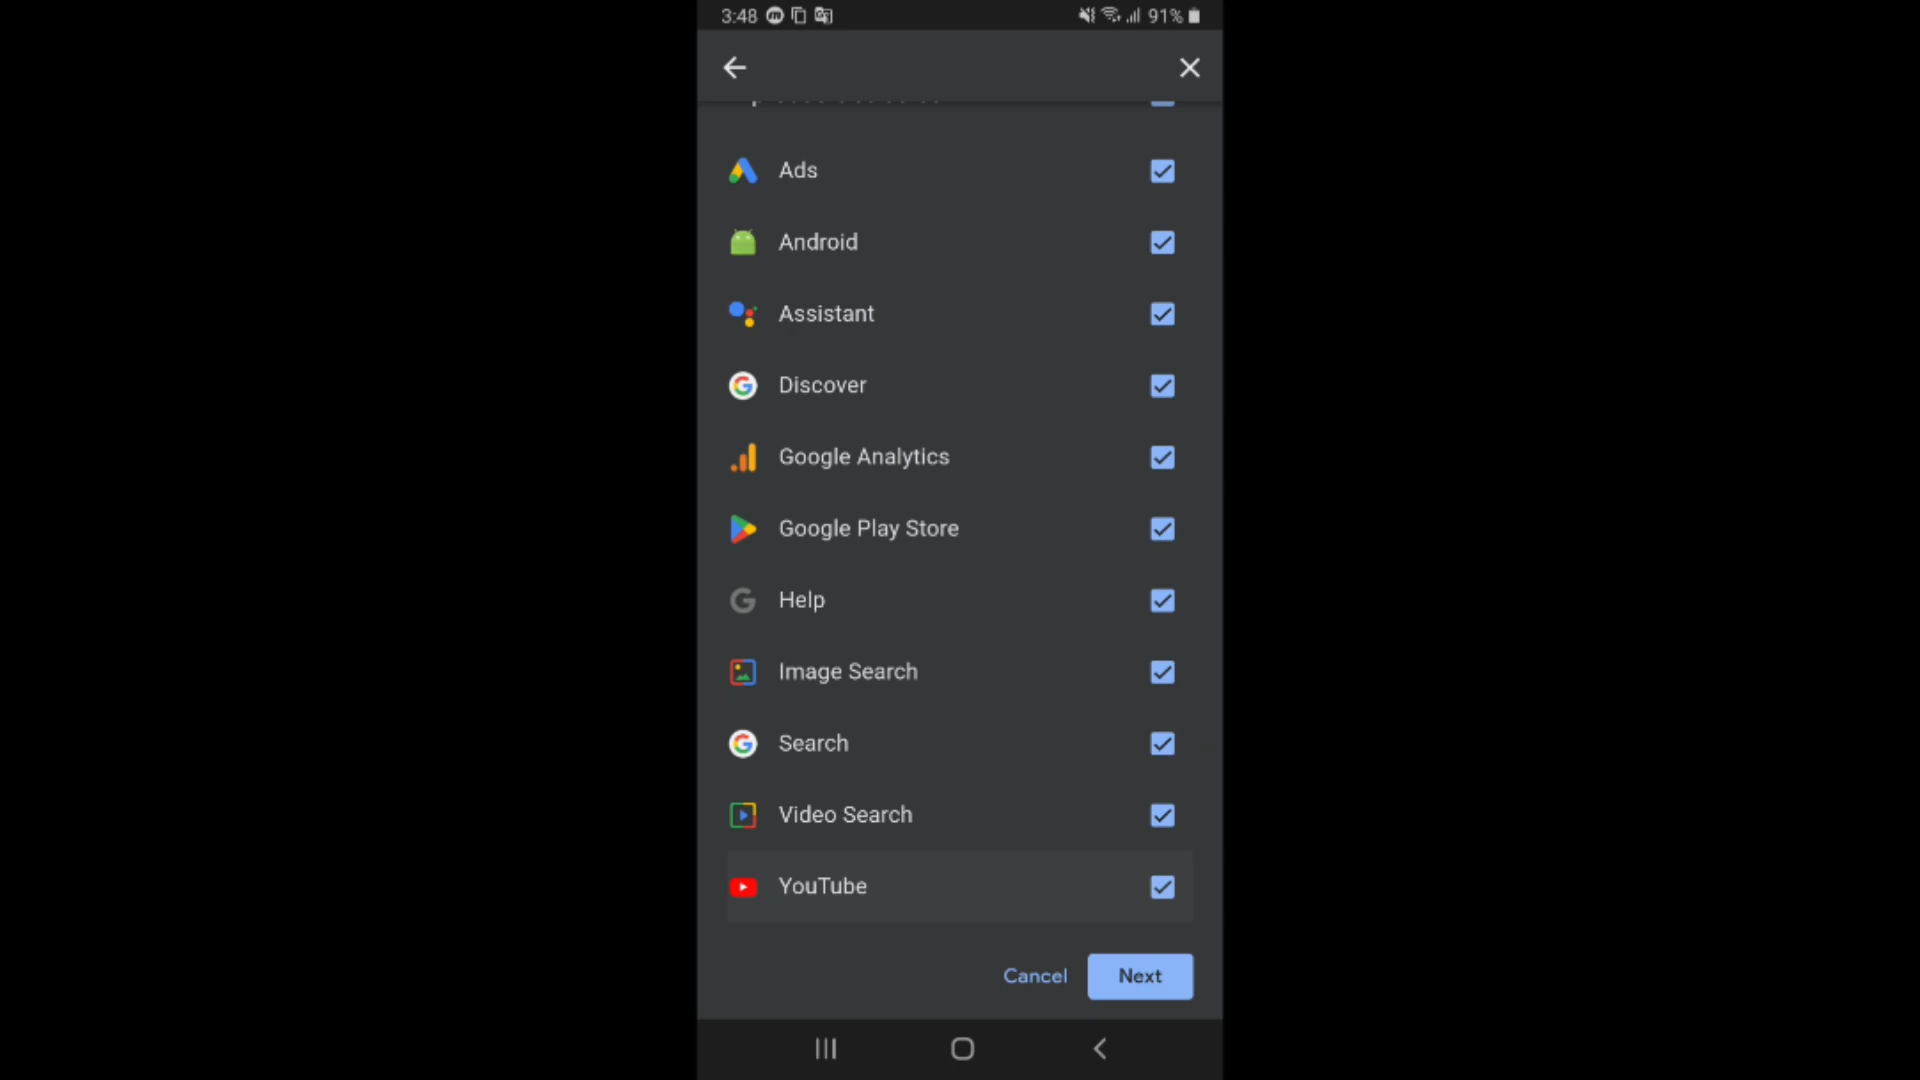 3:48 91%
Ads
Android
Assistant
Discover
Google Analytics
Google Play Store
Help
Image Search
Search
Video Search
YouTube
Cancel Next